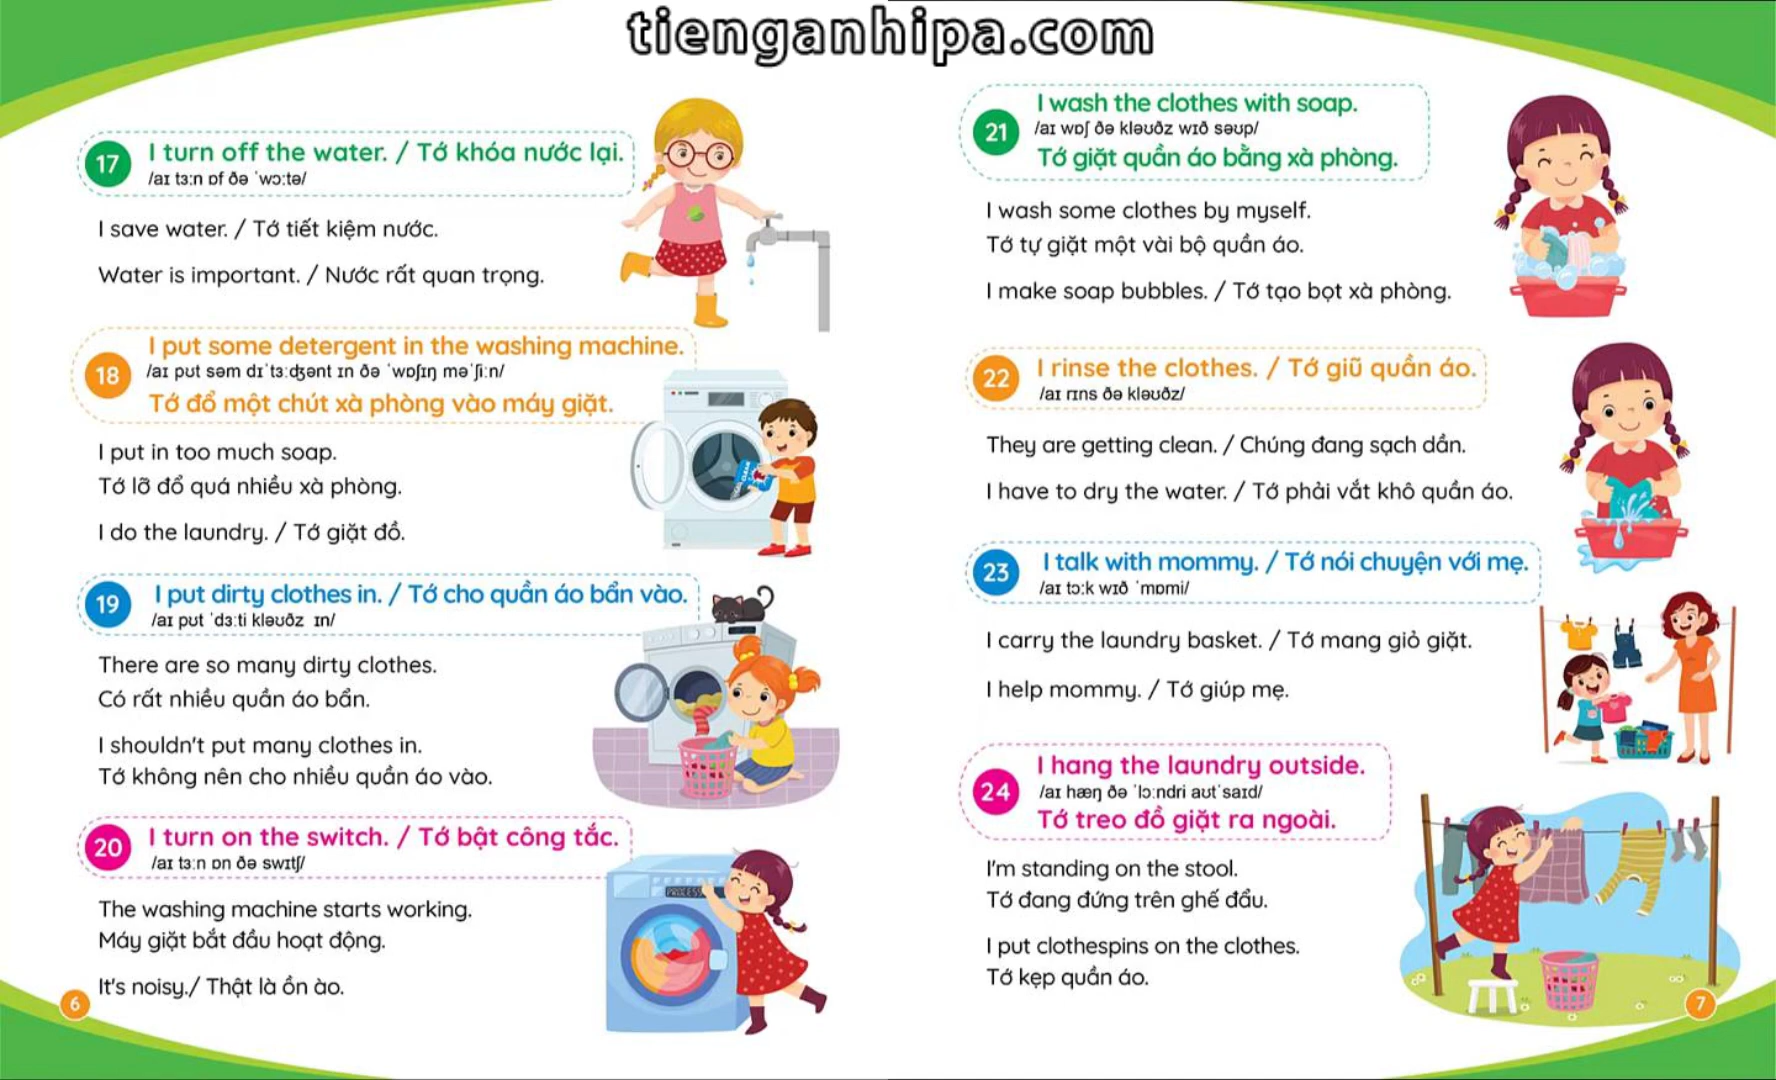 tienganhipa.com
17
I turn off the water. / Tớ khóa nước lại.
/aɪ tɜːn ɒf ðə ˈwɔːtə/
I save water. / Tớ tiết kiệm nước.
Water is important. / Nước rất quan trọng.
18
I put some detergent in the washing machine.
/aɪ pʊt səm dɪˈtɜːʤənt ɪn ðə ˈwɒʃɪŋ məˈʃiːn/
Tớ đổ một chút xà phòng vào máy giặt.
I put in too much soap.
Tớ lỡ đổ quá nhiều xà phòng.
I do the laundry. / Tớ giặt đồ.
19
I put dirty clothes in. / Tớ cho quần áo bẩn vào.
/aɪ pʊt ˈdɜːti kləʊðz ɪn/
There are so many dirty clothes.
Có rất nhiều quần áo bẩn.
I shouldn't put many clothes in.
Tớ không nên cho nhiều quần áo vào.
20
I turn on the switch. / Tớ bật công tắc.
/aɪ tɜːn ɒn ðə swɪtʃ/
PROCESS
The washing machine starts working.
Máy giặt bắt đầu hoạt động.
It's noisy./ Thật là ồn ào.
6
21
I wash the clothes with soap.
/aɪ wɒʃ ðə kləʊðz wɪð səʊp/
Tớ giặt quần áo bằng xà phòng.
I wash some clothes by myself.
Tớ tự giặt một vài bộ quần áo.
I make soap bubbles. / Tớ tạo bọt xà phòng.
22
I rinse the clothes. / Tớ giũ quần áo.
/aɪ rɪns ðə kləʊðz/
They are getting clean. / Chúng đang sạch dần.
I have to dry the water. / Tớ phải vắt khô quần áo.
23
I talk with mommy. / Tớ nói chuyện với mẹ.
/aɪ tɔːk wɪð ˈmɒmi/
I carry the laundry basket. / Tớ mang giỏ giặt.
I help mommy. / Tớ giúp mẹ.
24
I hang the laundry outside.
/aɪ hæŋ ðə ˈlɔːndri aʊtˈsaɪd/
Tớ treo đồ giặt ra ngoài.
I'm standing on the stool.
Tớ đang đứng trên ghế đẩu.
I put clothespins on the clothes.
Tớ kẹp quần áo.
7